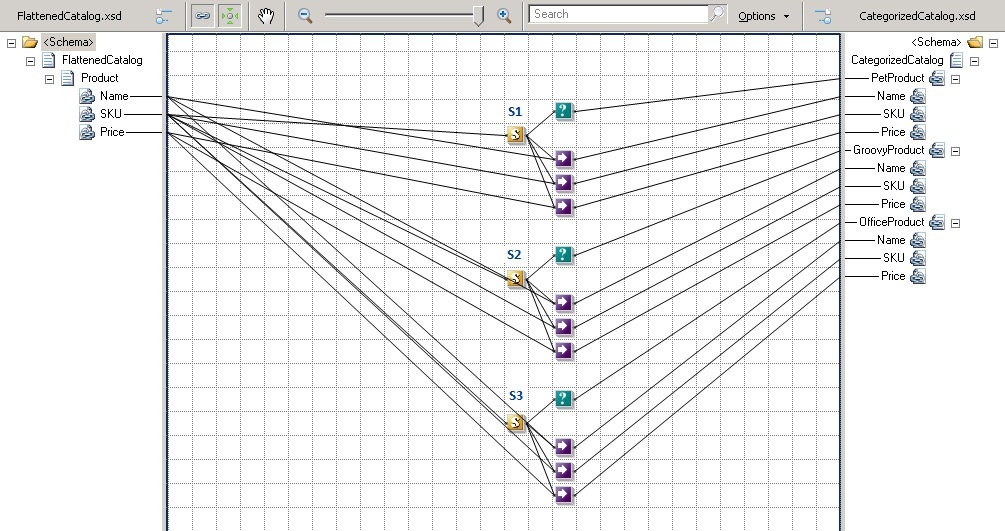 FlattenedCatalog.xsd
Search
Options
CategorizedCatalog.xsd
<Schema>
FlattenedCatalog
Product
Name
SKU
Price
S1
?
S
S2
?
S
S3
?
S
<Schema>
CategorizedCatalog
PetProduct
Name
SKU
Price
GroovyProduct
Name
SKU
Price
OfficeProduct
Name
SKU
Price